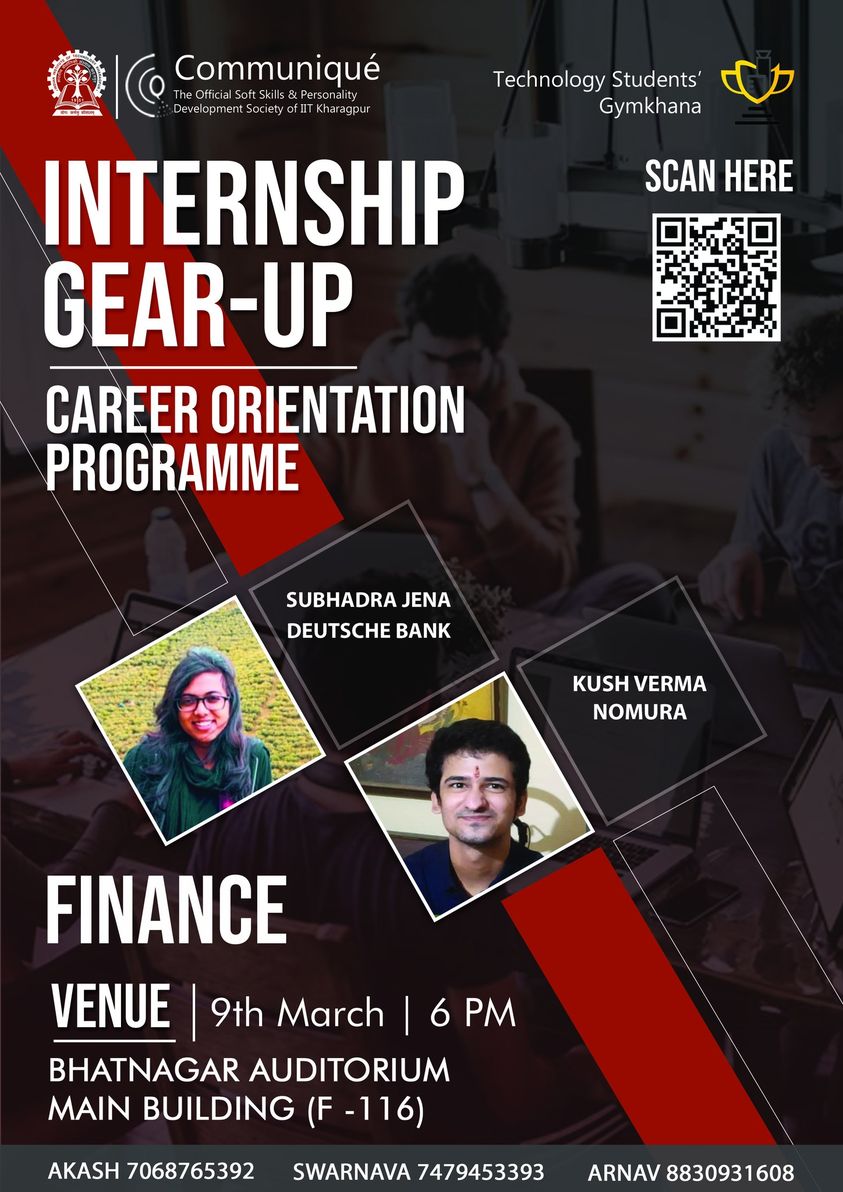 Communiqué
The Official Soft Skills & Personality
Development Society of IIT Kharagpur
Technology Students'
Gymkhana
INTERNSHIP
GEAR-UP
SCAN HERE
CAREER ORIENTATION
PROGRAMME
SUBHADRA JENA
DEUTSCHE BANK
KUSH VERMA
NOMURA
FINANCE
VENUE | 9th March | 6 PM
BHATNAGAR AUDITORIUM
MAIN BUILDING (F -116)
AKASH 7068765392 SWARNAVA 7479453393 ARNAV 8830931608